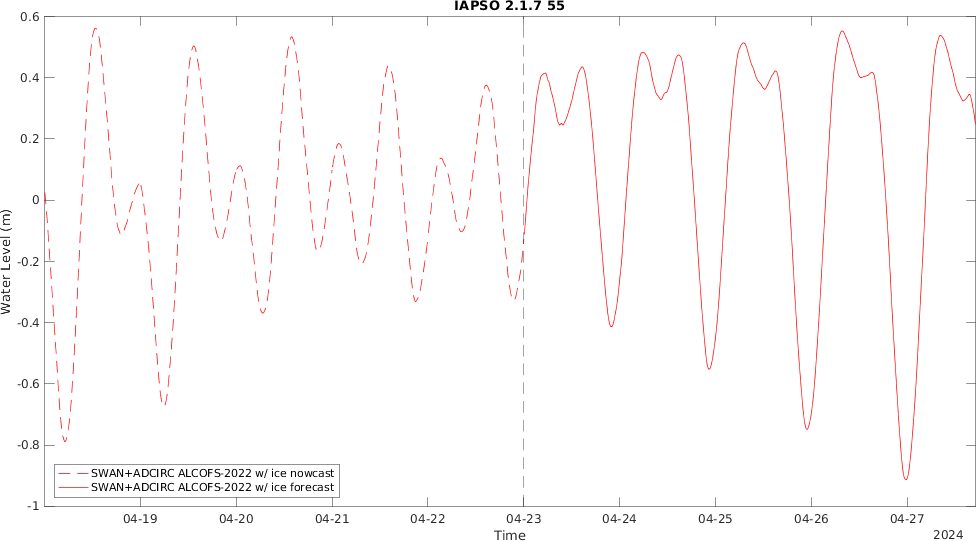 IAPSO 2.1.7 55
0.6
0.4
0.2
0
-0.2
-0.4
-0.6
-0.8
-1
Water Level (m)
SWAN+ADCIRC ALCOFS-2022 w/ ice nowcast
SWAN+ADCIRC ALCOFS-2022 w/ ice forecast
04-19 04-20 04-21 04-22 04-23 04-24 04-25 04-26 04-27
Time
2024